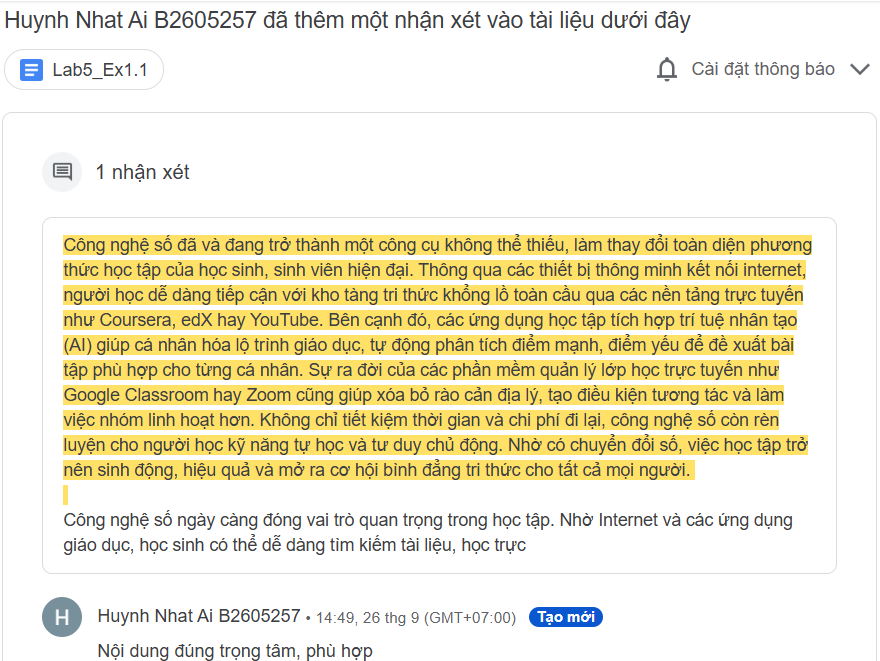 Huynh Nhat Ai B2605257 đã thêm một nhận xét vào tài liệu dưới đây
Lab5_Ex1.1
Cài đặt thông báo
1 nhận xét
Công nghệ số đã và đang trở thành một công cụ không thể thiếu, làm thay đổi toàn diện phương
thức học tập của học sinh, sinh viên hiện đại. Thông qua các thiết bị thông minh kết nối internet,
người học dễ dàng tiếp cận với kho tàng tri thức khổng lồ toàn cầu qua các nền tảng trực tuyến
như Coursera, edX hay YouTube. Bên cạnh đó, các ứng dụng học tập tích hợp trí tuệ nhân tạo
(AI) giúp cá nhân hóa lộ trình giáo dục, tự động phân tích điểm mạnh, điểm yếu để đề xuất bài
tập phù hợp cho từng cá nhân. Sự ra đời của các phần mềm quản lý lớp học trực tuyến như
Google Classroom hay Zoom cũng giúp xóa bỏ rào cản địa lý, tạo điều kiện tương tác và làm
việc nhóm linh hoạt hơn. Không chỉ tiết kiệm thời gian và chi phí đi lại, công nghệ số còn rèn
luyện cho người học kỹ năng tự học và tư duy chủ động. Nhờ có chuyển đổi số, việc học tập trở
nên sinh động, hiệu quả và mở ra cơ hội bình đẳng tri thức cho tất cả mọi người.
Công nghệ số ngày càng đóng vai trò quan trọng trong học tập. Nhờ Internet và các ứng dụng
giáo dục, học sinh có thể dễ dàng tìm kiếm tài liệu, học trực
H
Huynh Nhat Ai B2605257 • 14:49, 26 thg 9 (GMT+07:00) Tạo mới
Nội dung đúng trọng tâm, phù hợp